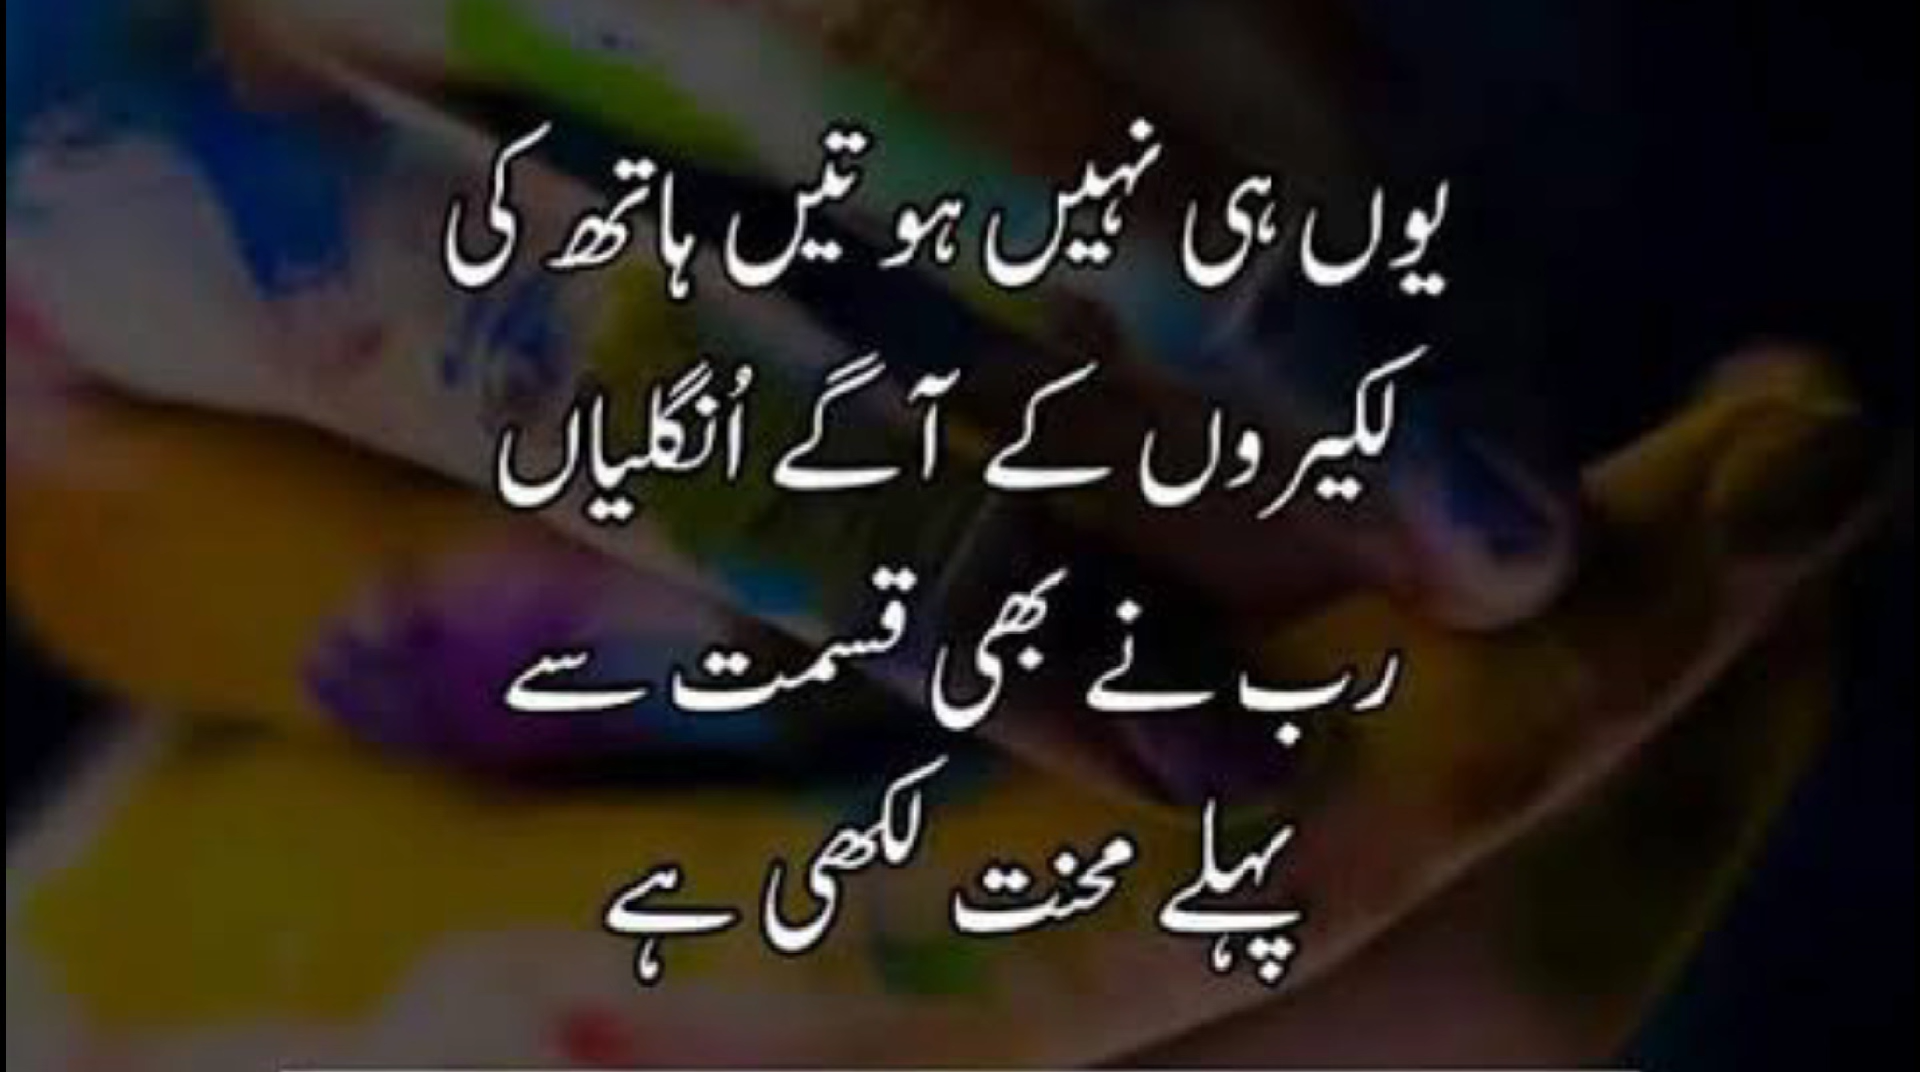 یوں ہی نہیں ہوتیں ہاتھ کی
لکیروں کے آگے اُنگلیاں
رب نے بھی قسمت سے
پہلے محنت لکھی ہے